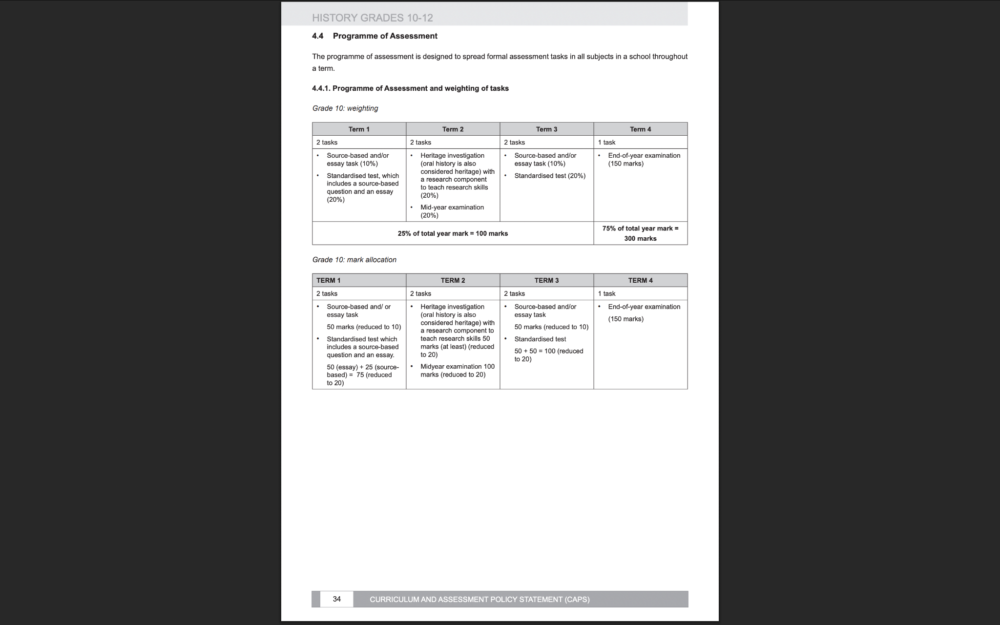 HISTORY GRADES 10-12
4.4 Programme of Assessment
The programme of assessment is designed to spread formal assessment tasks in all subjects in a school throughout
a term.
4.4.1. Programme of Assessment and weighting of tasks
Grade 10: weighting
Term 1
Term 2
Term 3
Term 4
2 tasks
2 tasks
2 tasks
1 task
• Source-based and/or
essay task (10%)
• Standardised test, which
includes a source-based
question and an essay
(20%)
• Heritage investigation
(oral history is also
considered heritage) with
a research component
to teach research skills
(20%)
• Mid-year examination
(20%)
• Source-based and/or
essay task (10%)
• Standardised test (20%)
• End-of-year examination
(150 marks)
25% of total year mark = 100 marks
75% of total year mark =
300 marks
Grade 10: mark allocation
TERM 1
TERM 2
TERM 3
TERM 4
2 tasks
2 tasks
2 tasks
1 task
• Source-based and/ or
essay task
50 marks (reduced to 10)
• Standardised test which
includes a source-based
question and an essay.
50 (essay) + 25 (source-
based) = 75 (reduced
to 20)
• Heritage investigation
(oral history is also
considered heritage) with
a research component to
teach research skills 50
marks (at least) (reduced
to 20)
• Midyear examination 100
marks (reduced to 20)
• Source-based and/or
essay task
50 marks (reduced to 10)
• Standardised test
50 + 50 = 100 (reduced
to 20)
• End-of-year examination
(150 marks)
34
CURRICULUM AND ASSESSMENT POLICY STATEMENT (CAPS)